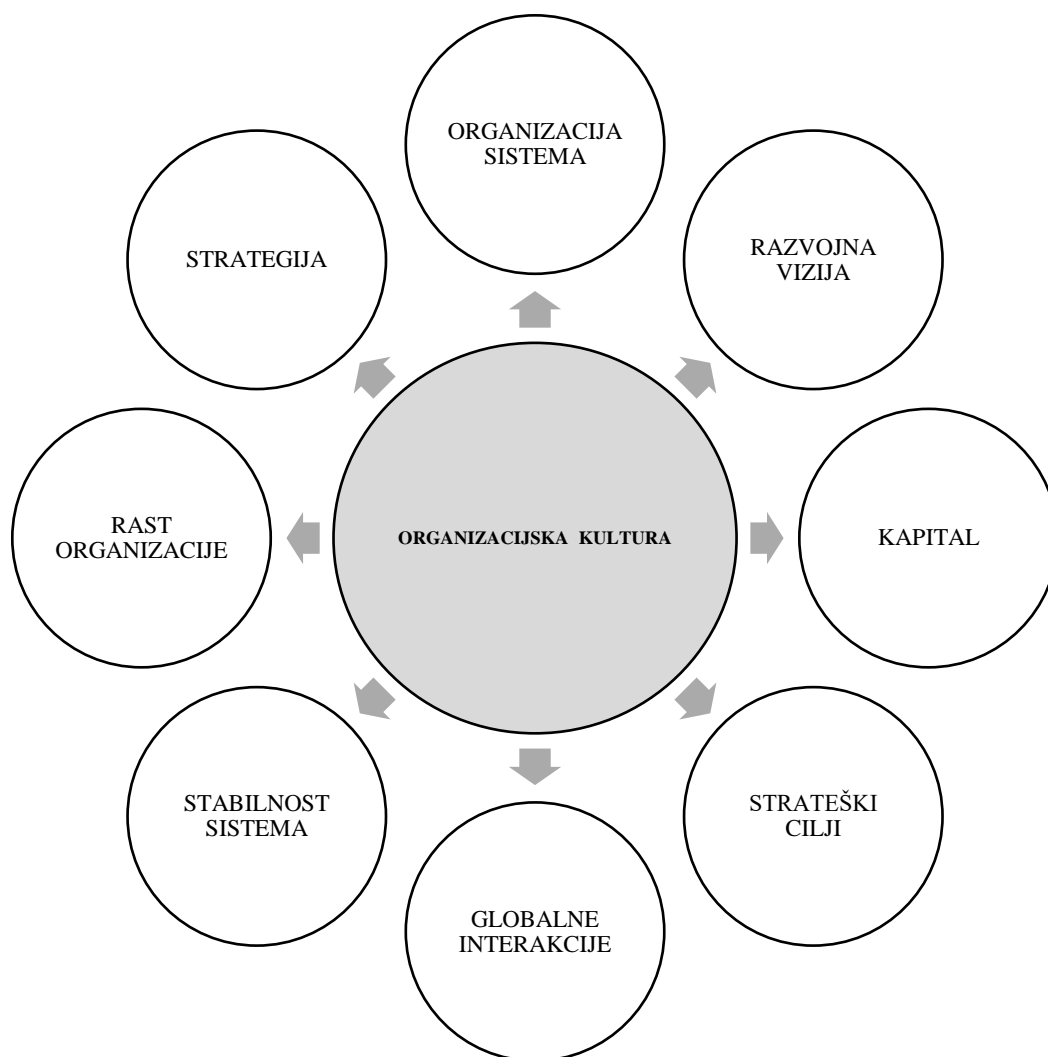 ORGANIZACIJA
SISTEMA
RAZVOJNA
VIZIJA
KAPITAL
STRATEŠKI
CILJI
GLOBALNE
INTERAKCIJE
STABILNOST
SISTEMA
RAST
ORGANIZACIJE
STRATEGIJA
ORGANIZACIJSKA KULTURA